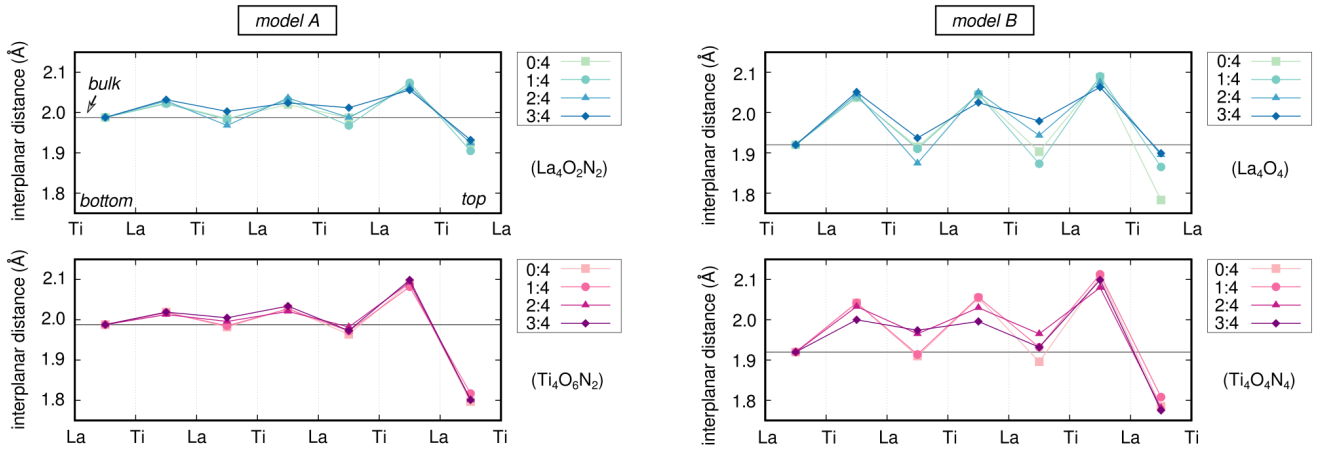 model A
model B
interplanar distance (Å)
2.1
2.0
1.9
1.8
bulk
bottom
top
Ti La Ti La Ti La Ti La
0:4
1:4
2:4
3:4
(La4O2N2)
interplanar distance (Å)
2.1
2.0
1.9
1.8
Ti La Ti La Ti La Ti La
0:4
1:4
2:4
3:4
(La4O4)
interplanar distance (Å)
2.1
2.0
1.9
1.8
La Ti La Ti La Ti La Ti
0:4
1:4
2:4
3:4
(Ti4O6N2)
interplanar distance (Å)
2.1
2.0
1.9
1.8
La Ti La Ti La Ti La Ti
0:4
1:4
2:4
3:4
(Ti4O4N4)